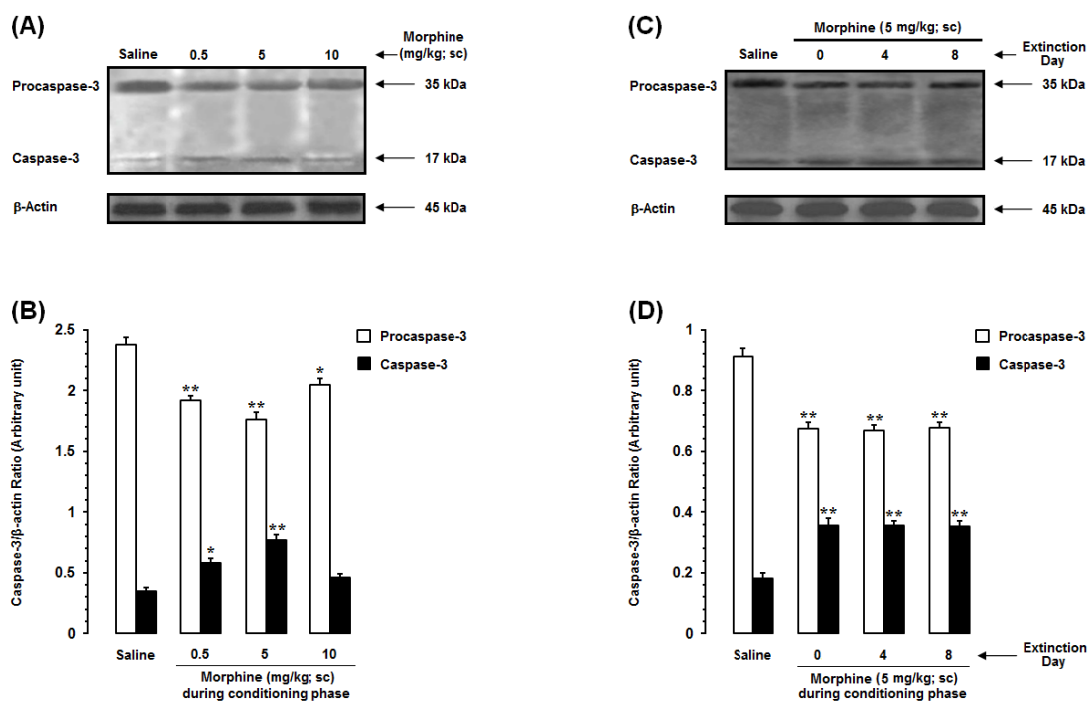 (A)
Morphine
(mg/kg; sc)
Saline 0.5 5 10
Procaspase-3 35 kDa
Caspase-3 17 kDa
β-Actin 45 kDa
(B)
Caspase-3/β-actin Ratio (Arbitrary unit)
2.5
2
1.5
1
0.5
0
Procaspase-3
Caspase-3
** ** *
* **
Saline 0.5 5 10
Morphine (mg/kg; sc)
during conditioning phase
(C)
Morphine (5 mg/kg; sc)
Saline 0 4 8
Extinction
Day
Procaspase-3 35 kDa
Caspase-3 17 kDa
β-Actin 45 kDa
(D)
Caspase-3/β-actin Ratio (Arbitrary unit)
1
0.8
0.6
0.4
0.2
0
Procaspase-3
Caspase-3
** ** **
** ** **
Saline 0 4 8
Extinction
Day
Morphine (5 mg/kg; sc)
during conditioning phase